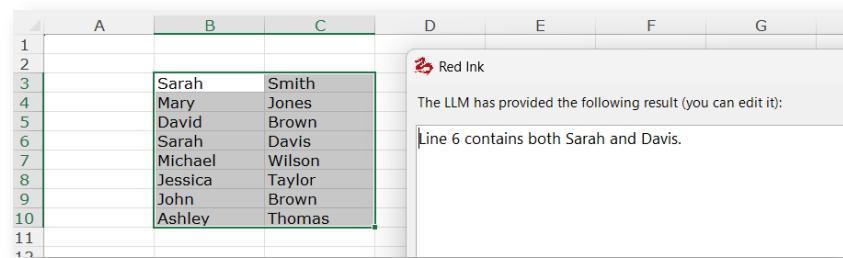 A B C D E F G
1
2
3 Sarah Smith
4 Mary Jones
5 David Brown
6 Sarah Davis
7 Michael Wilson
8 Jessica Taylor
9 John Brown
10 Ashley Thomas
11
12
Red Ink
The LLM has provided the following result (you can edit it):
Line 6 contains both Sarah and Davis.